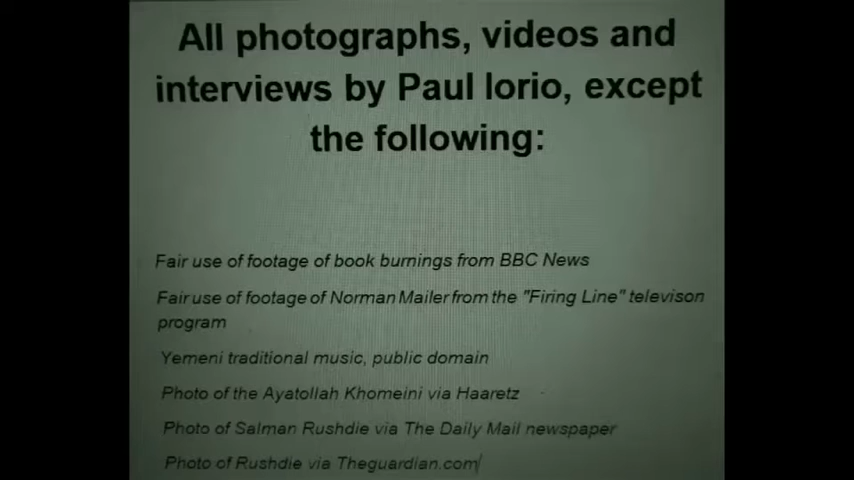 All photographs, videos and
interviews by Paul Iorio, except
the following:
Fair use of footage of book burnings from BBC News
Fair use of footage of Norman Mailer from the "Firing Line" televison
program
Yemeni traditional music, public domain
Photo of the Ayatollah Khomeini via Haaretz
Photo of Salman Rushdie via The Daily Mail newspaper
Photo of Rushdie via Theguardian.com/